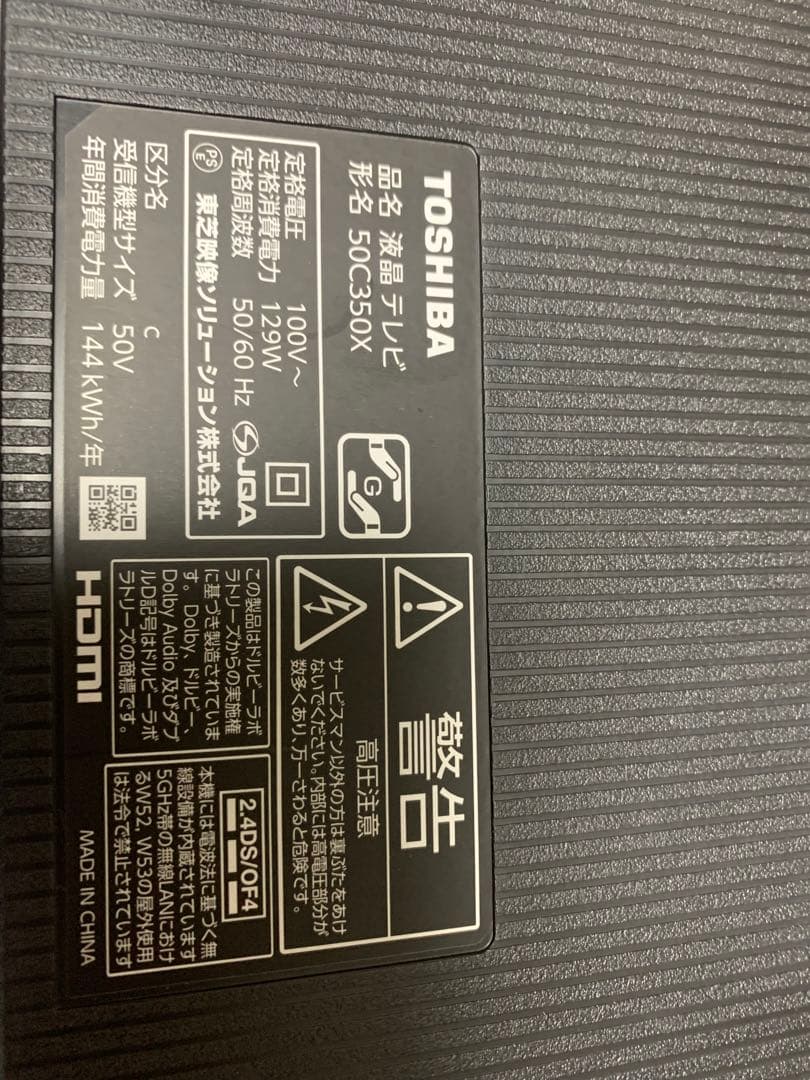 TOSHIBA
品名 液晶テレビ
形名 50C350X
G
定格電圧 100V～
定格消費電力 129W
定格周波数 50/60 Hz
PS
E
JQA
東芝映像ソリューション株式会社
区分名 C
受信機型サイズ 50V
年間消費電力量 144kWh/年
警告
高圧注意
サービスマン以外の方は裏ぶたをあけ
ないでください。内部には高電圧部分が
数多くあり、万一さわると危険です。
この製品はドルビーラボ
ラトリーズからの実施権
に基づき製造されていま
す。Dolby、ドルビー、
Dolby Audio 及びダブ
ルD記号はドルビーラボ
ラトリーズの商標です。
HDMI
2.4DS/OF4
本機には電波法に基づく無
線設備が内蔵されています
5GHz帯の無線LANにおけ
るW52, W53の屋外使用
は法令で禁止されています
MADE IN CHINA